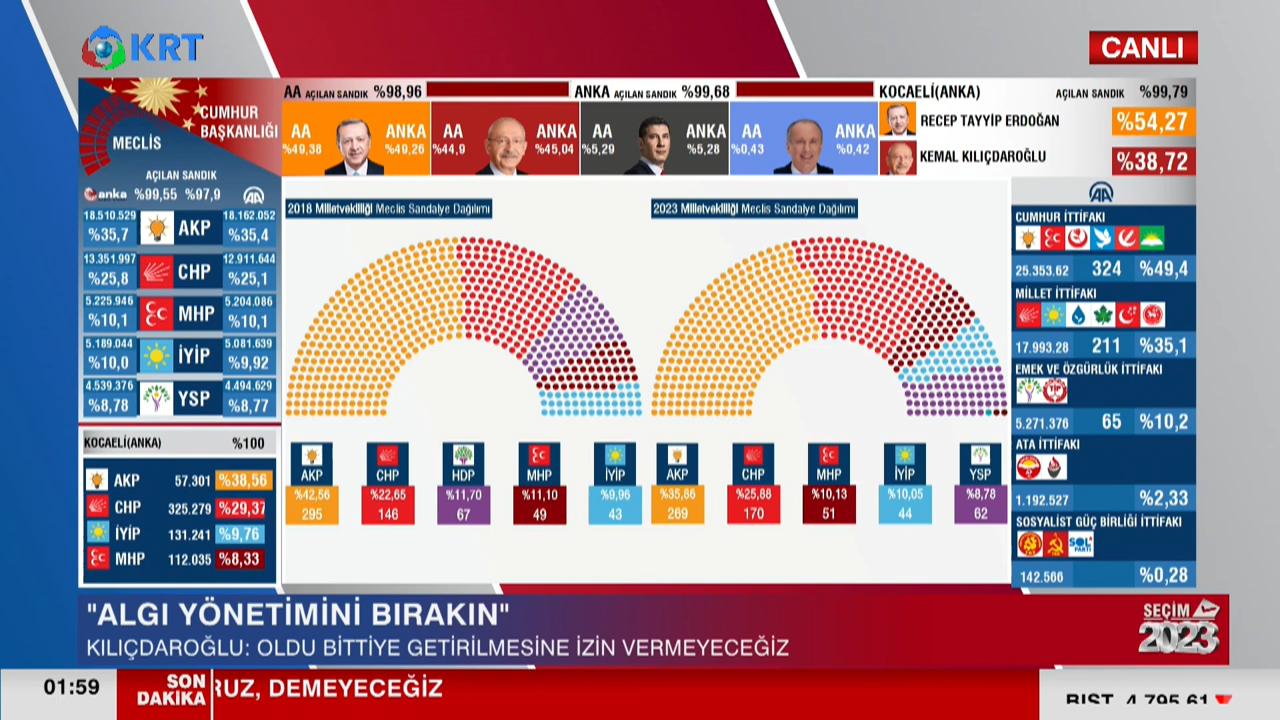 KRT
CANLI
CUMHUR
BAŞKANLIĞI
MECLİS
AÇILAN SANDIK
anka %99,55 %97,9 AA
18.510.529 18.162.052
%35,7 AKP %35,4
13.351.997 12.911.644
%25,8 CHP %25,1
5.225.946 5.204.086
%10,1 MHP %10,1
5.189.044 5.081.639
%10,0 İYİP %9,92
4.539.376 4.494.629
%8,78 YSP %8,77
KOCAELİ(ANKA) %100
AKP 57.301 %38,56
CHP 325.279 %29,37
İYİP 131.241 %9,76
MHP 112.035 %8,33
AA AÇILAN SANDIK %98,96
ANKA AÇILAN SANDIK %99,68
AA ANKA
%49,38 %49,26
AA ANKA
%44,9 %45,04
AA ANKA
%5,29 %5,28
AA ANKA
%0,43 %0,42
KOCAELİ(ANKA) AÇILAN SANDIK %99,79
RECEP TAYYİP ERDOĞAN %54,27
KEMAL KILIÇDAROĞLU %38,72
2018 Milletvekilliği Meclis Sandalye Dağılımı
AKP CHP HDP MHP İYİP
%42,56 %22,65 %11,70 %11,10 %9,96
295 146 67 49 43
2023 Milletvekilliği Meclis Sandalye Dağılımı
AKP CHP MHP İYİP YSP
%35,66 %25,88 %10,13 %10,05 %8,78
269 170 51 44 62
AA
CUMHUR İTTİFAKI
25.353.62 324 %49,4
MİLLET İTTİFAKI
17.993.28 211 %35,1
EMEK VE ÖZGÜRLÜK İTTİFAKI
TİP
5.271.376 65 %10,2
ATA İTTİFAKI
1.192.527 %2,33
SOSYALİST GÜÇ BİRLİĞİ İTTİFAKI
SOL
PARTİ
142.566 %0,28
"ALGI YÖNETİMİNİ BIRAKIN"
KILIÇDAROĞLU: OLDU BİTTİYE GETİRİLMESİNE İZİN VERMEYECEĞİZ
SEÇİM
2023
01:59
SON
DAKİKA
RUZ, DEMEYECEĞİZ
BIST 4.795,61